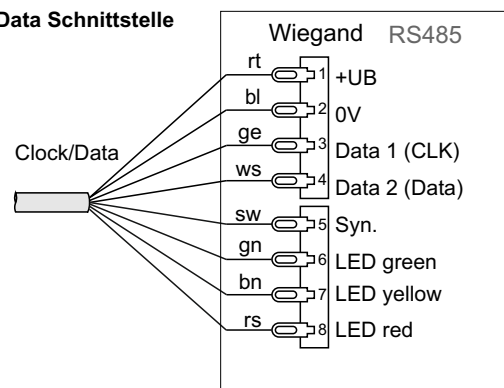 Data Schnittstelle
Wiegand RS485
rt 1 +UB
bl 2 0V
ge 3 Data 1 (CLK)
Clock/Data
ws 4 Data 2 (Data)
sw 5 Syn.
gn 6 LED green
bn 7 LED yellow
rs 8 LED red